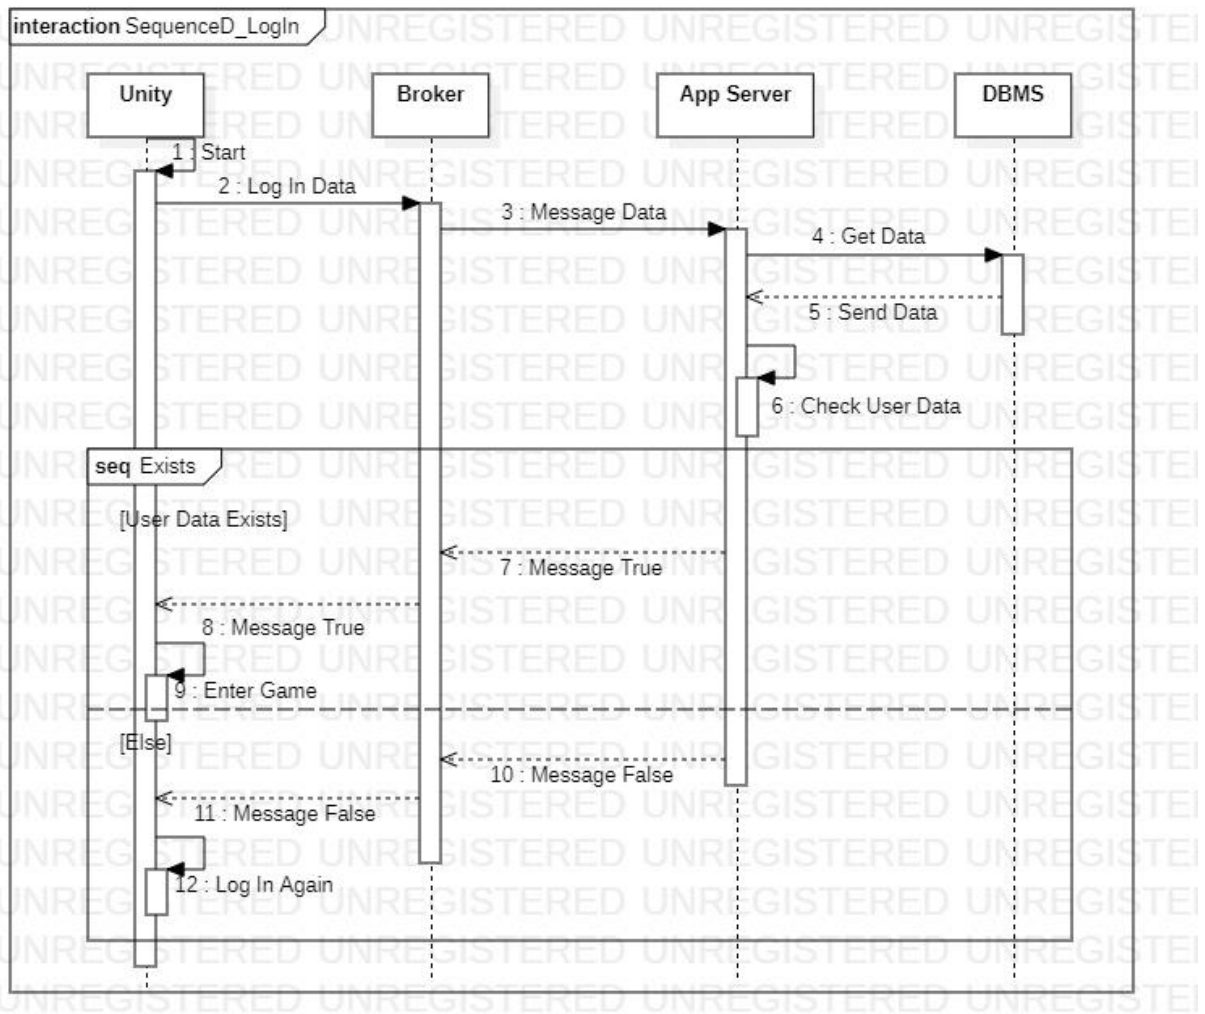 interaction SequenceD_LogIn
Unity
Broker
App Server
DBMS
1 : Start
2 : Log In Data
3 : Message Data
4 : Get Data
5 : Send Data
6 : Check User Data
seq Exists
[User Data Exists]
7 : Message True
8 : Message True
9 : Enter Game
[Else]
10 : Message False
11 : Message False
12 : Log In Again
UNREGISTERED